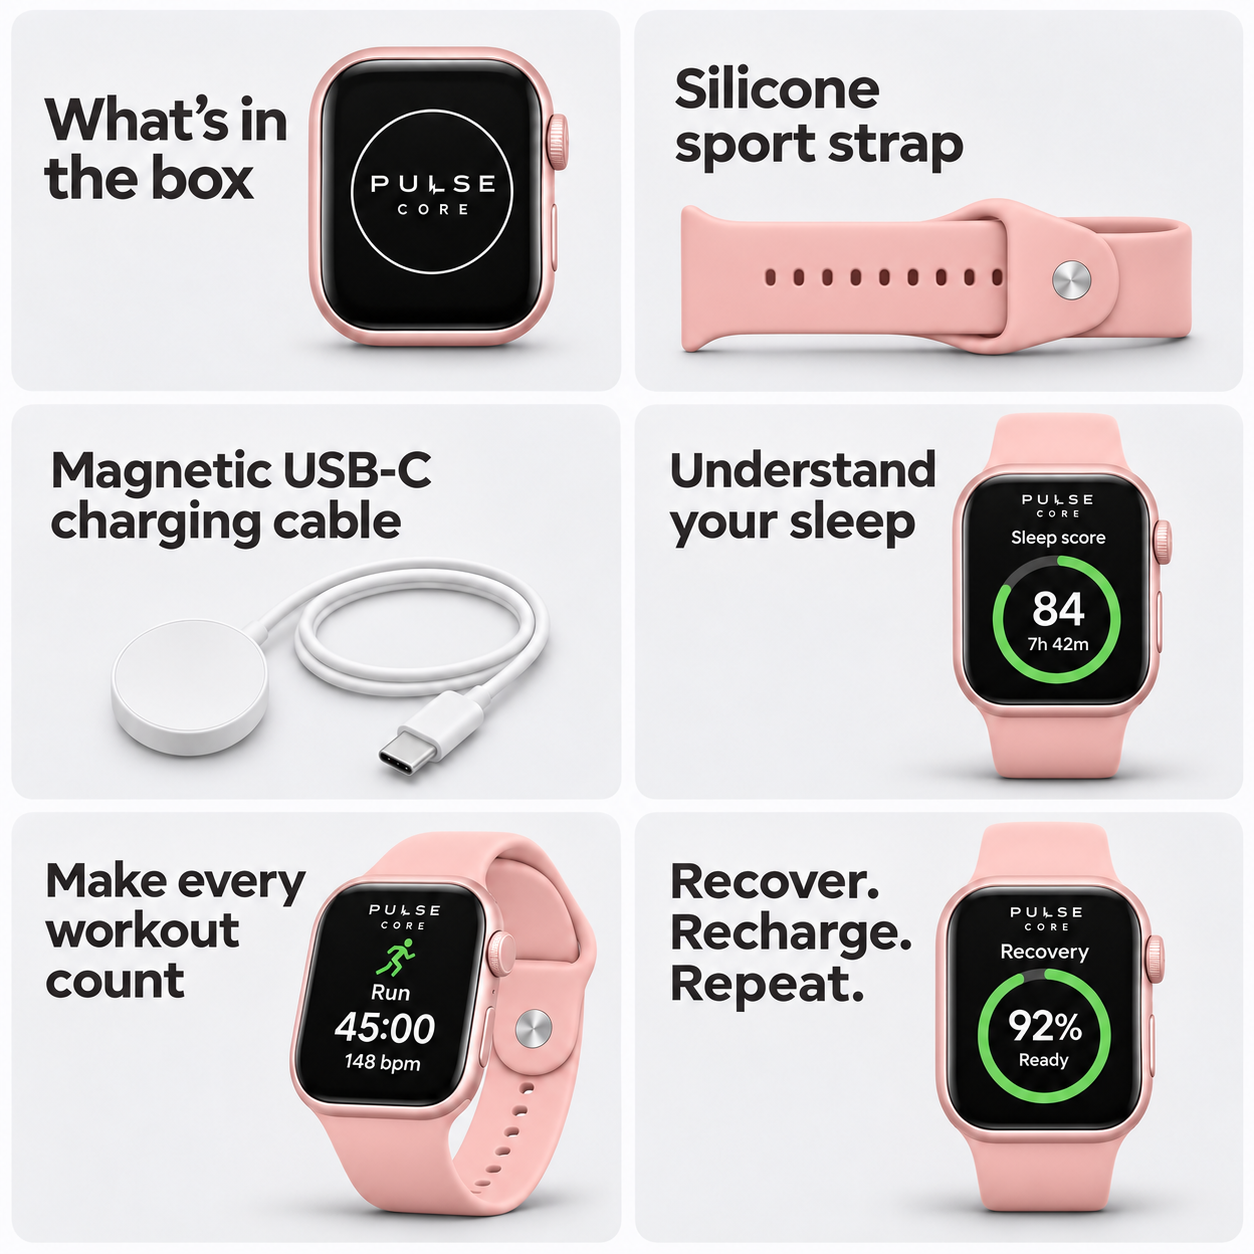 What's in
the box
PULSE
CORE
Silicone
sport strap
Magnetic USB-C
charging cable
Understand
your sleep
PULSE
CORE
Sleep score
84
7h 42m
Make every
workout
count
PULSE
CORE
Run
45:00
148 bpm
Recover.
Recharge.
Repeat.
PULSE
CORE
Recovery
92%
Ready